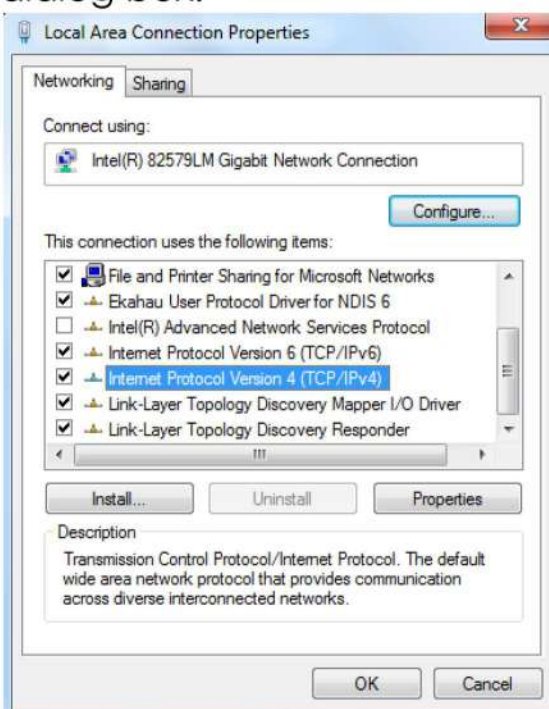 dialog box.
Local Area Connection Properties
Networking
Sharing
Connect using:
Intel(R) 82579LM Gigabit Network Connection
Configure...
This connection uses the following items:
File and Printer Sharing for Microsoft Networks
Ekahau User Protocol Driver for NDIS 6
Intel(R) Advanced Network Services Protocol
Internet Protocol Version 6 (TCP/IPv6)
Internet Protocol Version 4 (TCP/IPv4)
Link-Layer Topology Discovery Mapper I/O Driver
Link-Layer Topology Discovery Responder
Install...
Uninstall
Properties
Description
Transmission Control Protocol/Internet Protocol. The default
wide area network protocol that provides communication
across diverse interconnected networks.
OK
Cancel